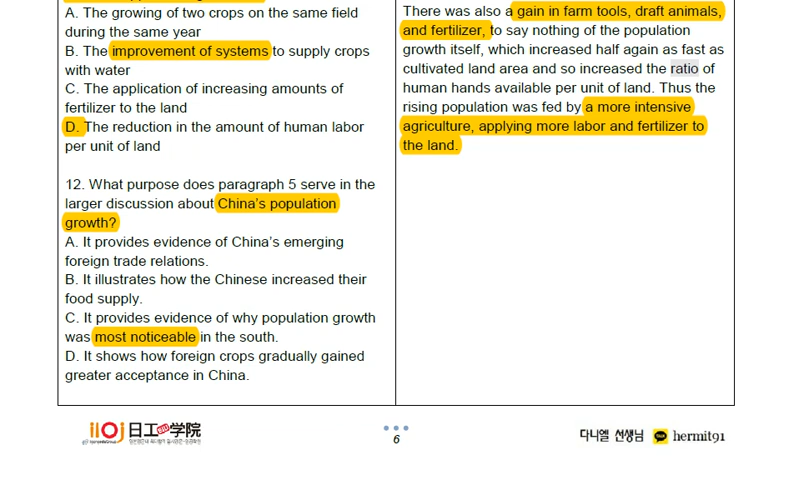 A. The growing of two crops on the same field
during the same year
B. The improvement of systems to supply crops
with water
C. The application of increasing amounts of
fertilizer to the land
D. The reduction in the amount of human labor
per unit of land
12. What purpose does paragraph 5 serve in the
larger discussion about China's population
growth?
A. It provides evidence of China's emerging
foreign trade relations.
B. It illustrates how the Chinese increased their
food supply.
C. It provides evidence of why population growth
was most noticeable in the south.
D. It shows how foreign crops gradually gained
greater acceptance in China.
There was also a gain in farm tools, draft animals,
and fertilizer, to say nothing of the population
growth itself, which increased half again as fast as
cultivated land area and so increased the ratio of
human hands available per unit of land. Thus the
rising population was fed by a more intensive
agriculture, applying more labor and fertilizer to
the land.
日工学院
6
다니엘 선생님 hermit91